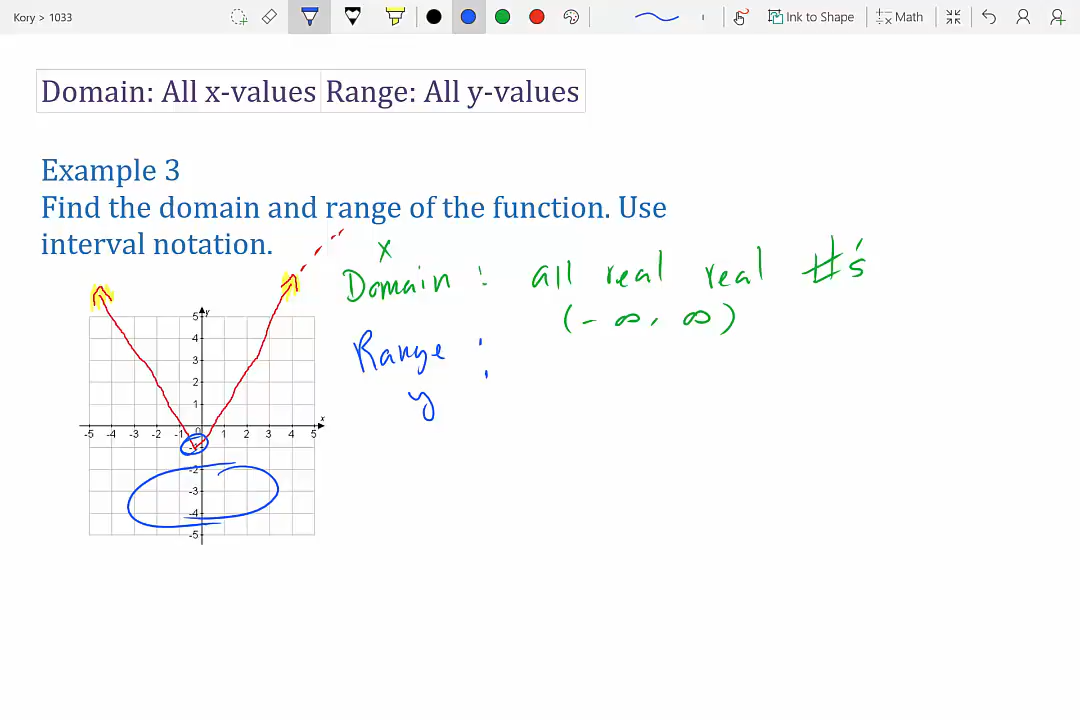 Kory > 1033
Ink to Shape
Math
Domain: All x-values Range: All y-values
Example 3
Find the domain and range of the function. Use
interval notation.
x
Domain : all real real #'s
(-∞, ∞)
Range :
y
y
5
4
3
2
1
x
-5 -4 -3 -2 -1 0 1 2 3 4 5
-2
-3
-4
-5